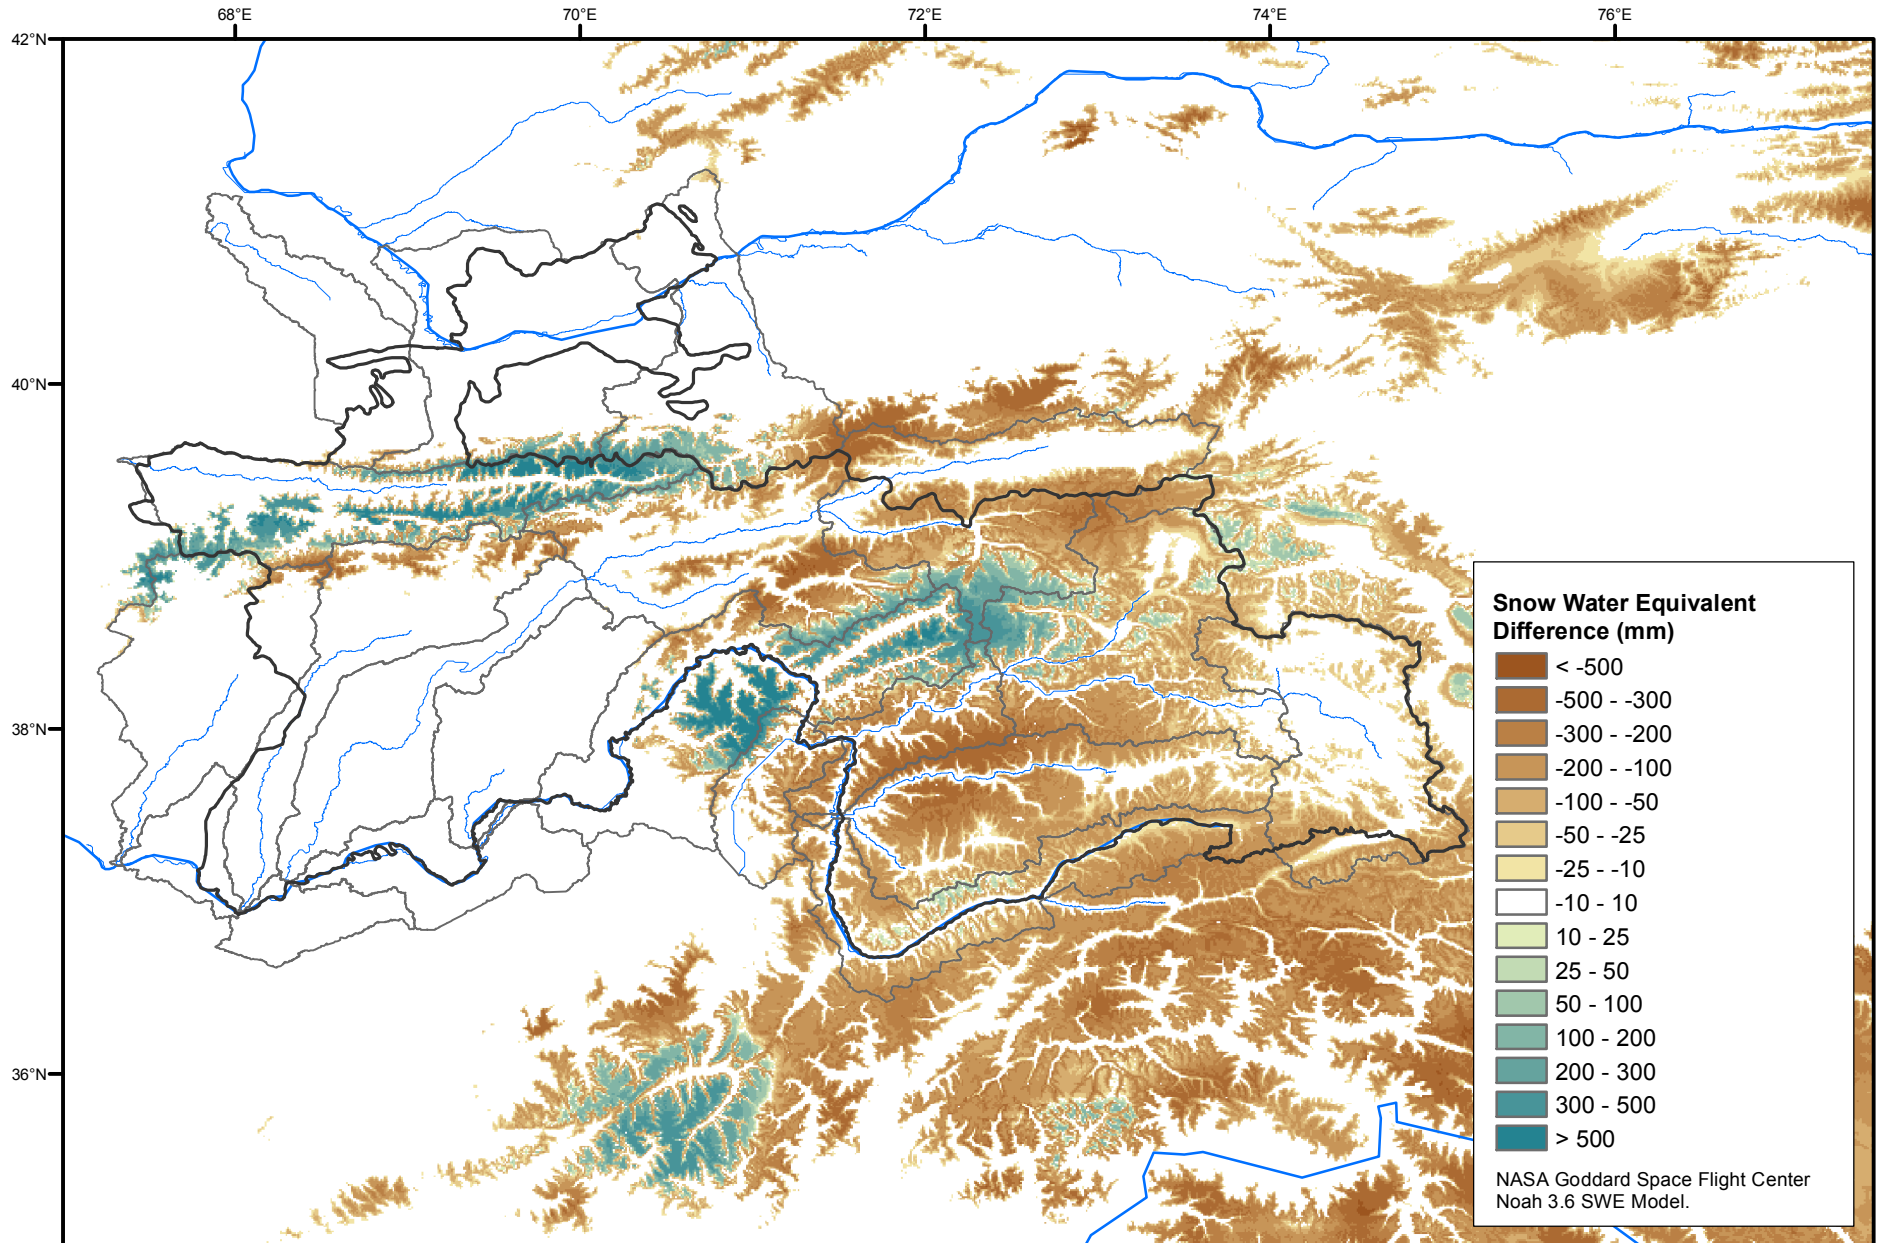 68°E
70°E
72°E
74°E
76°E
42°N
40°N
38°N
36°N
Snow Water Equivalent
Difference (mm)
< -500
-500 - -300
-300 - -200
-200 - -100
-100 - -50
-50 - -25
-25 - -10
-10 - 10
10 - 25
25 - 50
50 - 100
100 - 200
200 - 300
300 - 500
> 500
NASA Goddard Space Flight Center
Noah 3.6 SWE Model.